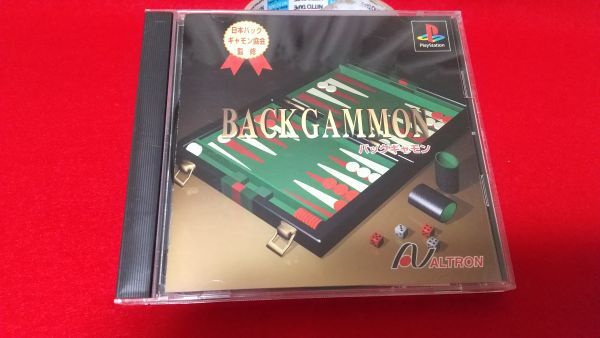 日本バック
ギャモン協会
監修
PlayStation
BACKGAMMON
バックギャモン
ALTRON